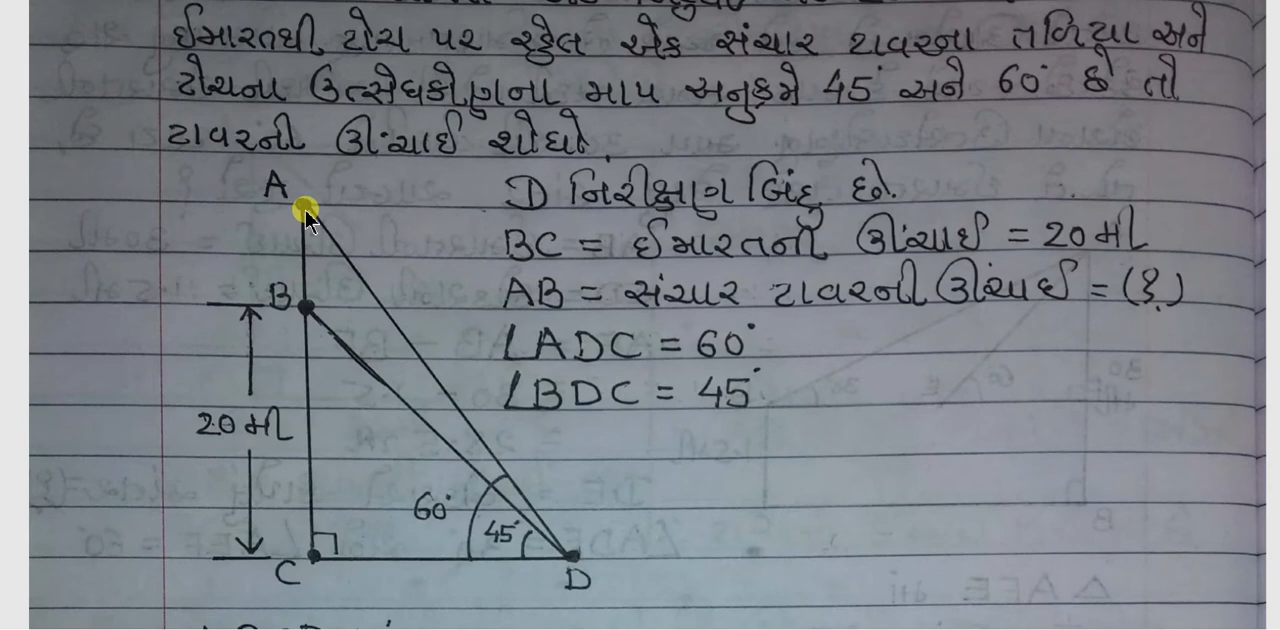 ઈમારતથી ટોચ પર રહેલ એક સંચાર ટાવરના તળિયા અને
ટોચના ઉત્સેધકોણના માપ અનુક્રમે 45° અને 60° છે તો
ટાવરની ઊંચાઈ શોધો.
A
D નિરીક્ષણ બિંદુ છે.
BC = ઈમારતની ઊંચાઈ = 20 મી
B
AB = સંચાર ટાવરની ઊંચાઈ = (?)
∠ADC = 60°
∠BDC = 45°
20 મી
60°
45°
C
D